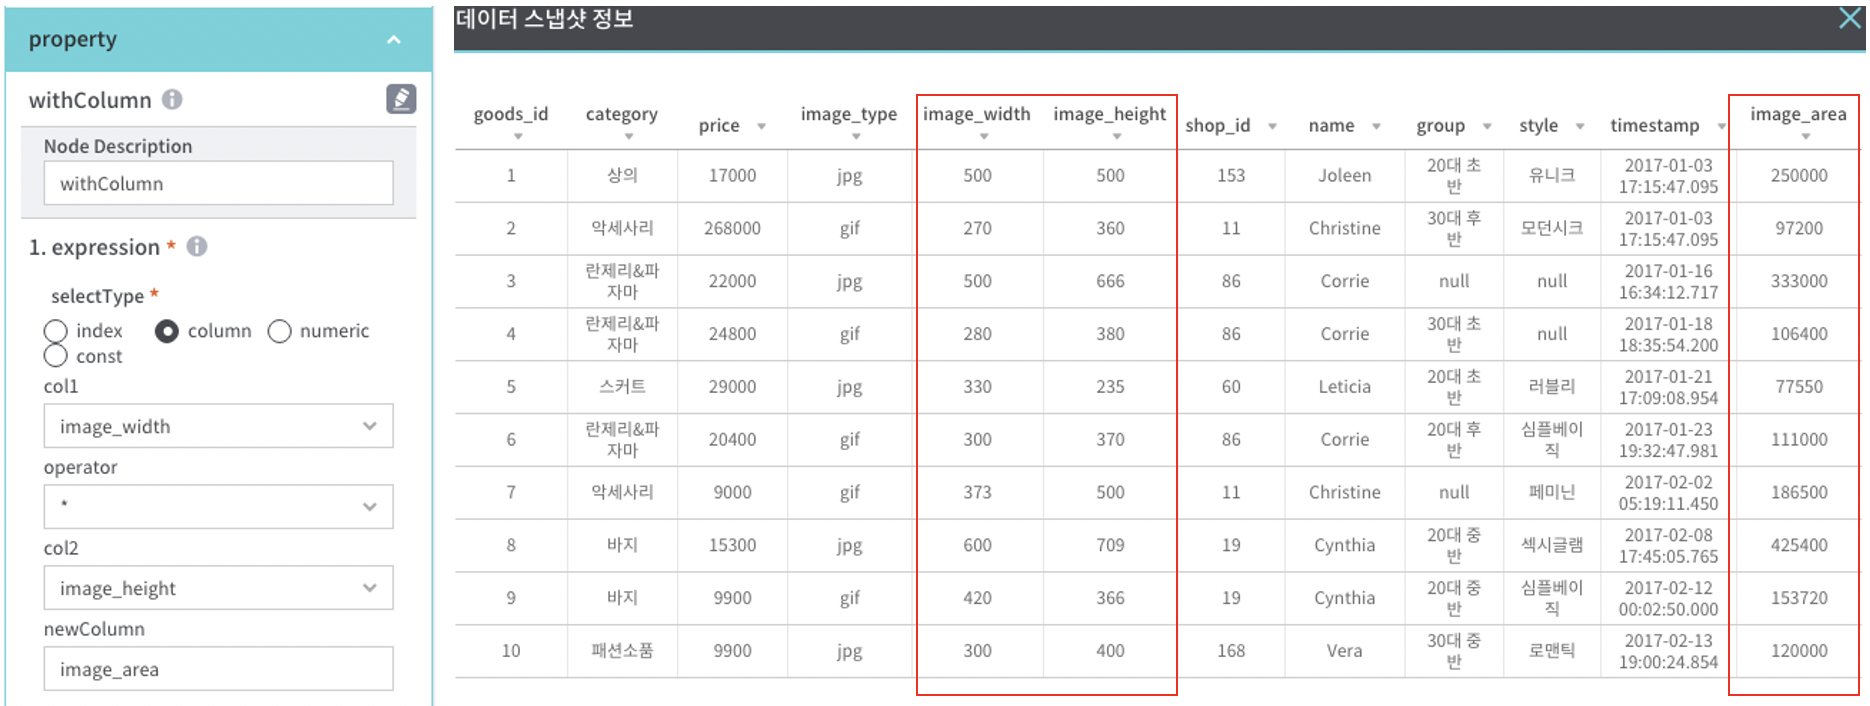 property
withColumn
Node Description
withColumn
1. expression *
selectType *
index column numeric
const
col1
image_width
operator
*
col2
image_height
newColumn
image_area
데이터 스냅샷 정보
goods_id category price image_type image_width image_height shop_id name group style timestamp image_area
1 상의 17000 jpg 500 500 153 Joleen 20대 초반 유니크 2017-01-03 17:15:47.095 250000
2 악세사리 268000 gif 270 360 11 Christine 30대 후반 모던시크 2017-01-03 17:15:47.095 97200
3 란제리&파자마 22000 jpg 500 666 86 Corrie null null 2017-01-16 16:34:12.717 333000
4 란제리&파자마 24800 gif 280 380 86 Corrie 30대 초반 null 2017-01-18 18:35:54.200 106400
5 스커트 29000 jpg 330 235 60 Leticia 20대 초반 러블리 2017-01-21 17:09:08.954 77550
6 란제리&파자마 20400 gif 300 370 86 Corrie 20대 후반 심플베이직 2017-01-23 19:32:47.981 111000
7 악세사리 9000 gif 373 500 11 Christine null 페미닌 2017-02-02 05:19:11.450 186500
8 바지 15300 jpg 600 709 19 Cynthia 20대 중반 섹시글램 2017-02-08 17:45:05.765 425400
9 바지 9900 gif 420 366 19 Cynthia 20대 중반 심플베이직 2017-02-12 00:02:50.000 153720
10 패션소품 9900 jpg 300 400 168 Vera 30대 중반 로맨틱 2017-02-13 19:00:24.854 120000